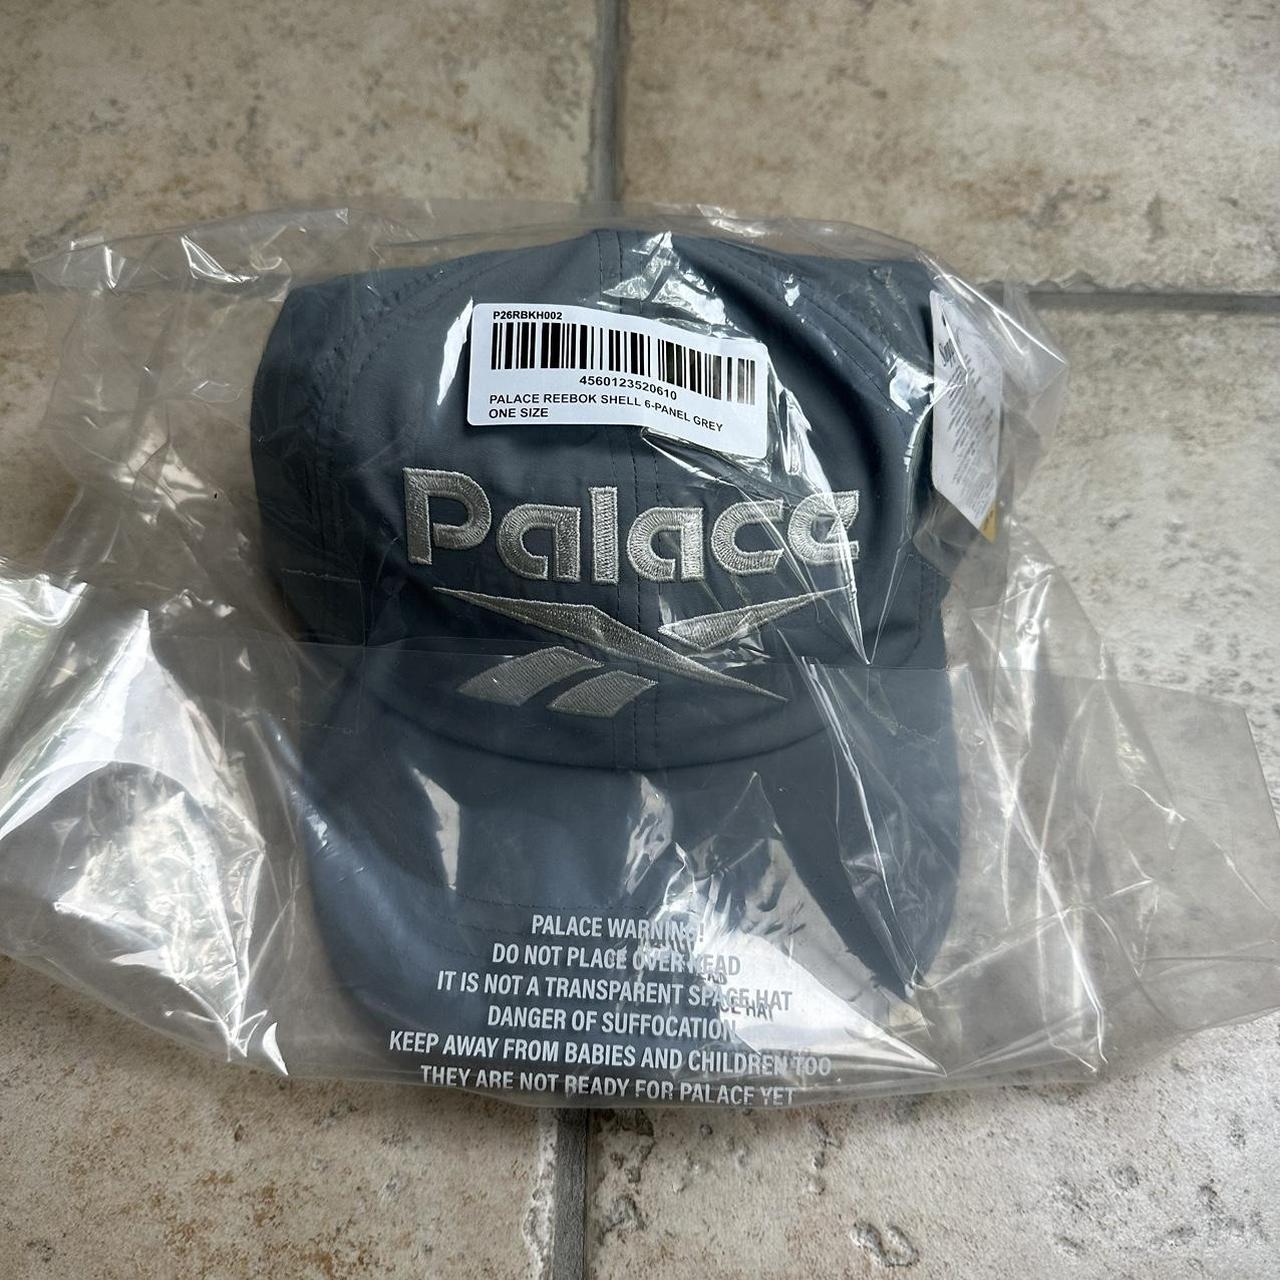 P26RBKH002
4560123520610
PALACE REEBOK SHELL 6-PANEL GREY
ONE SIZE
Palace
PALACE WARNING!
DO NOT PLACE OVER HEAD
IT IS NOT A TRANSPARENT SPACE HAT
DANGER OF SUFFOCATION
KEEP AWAY FROM BABIES AND CHILDREN TOO
THEY ARE NOT READY FOR PALACE YET